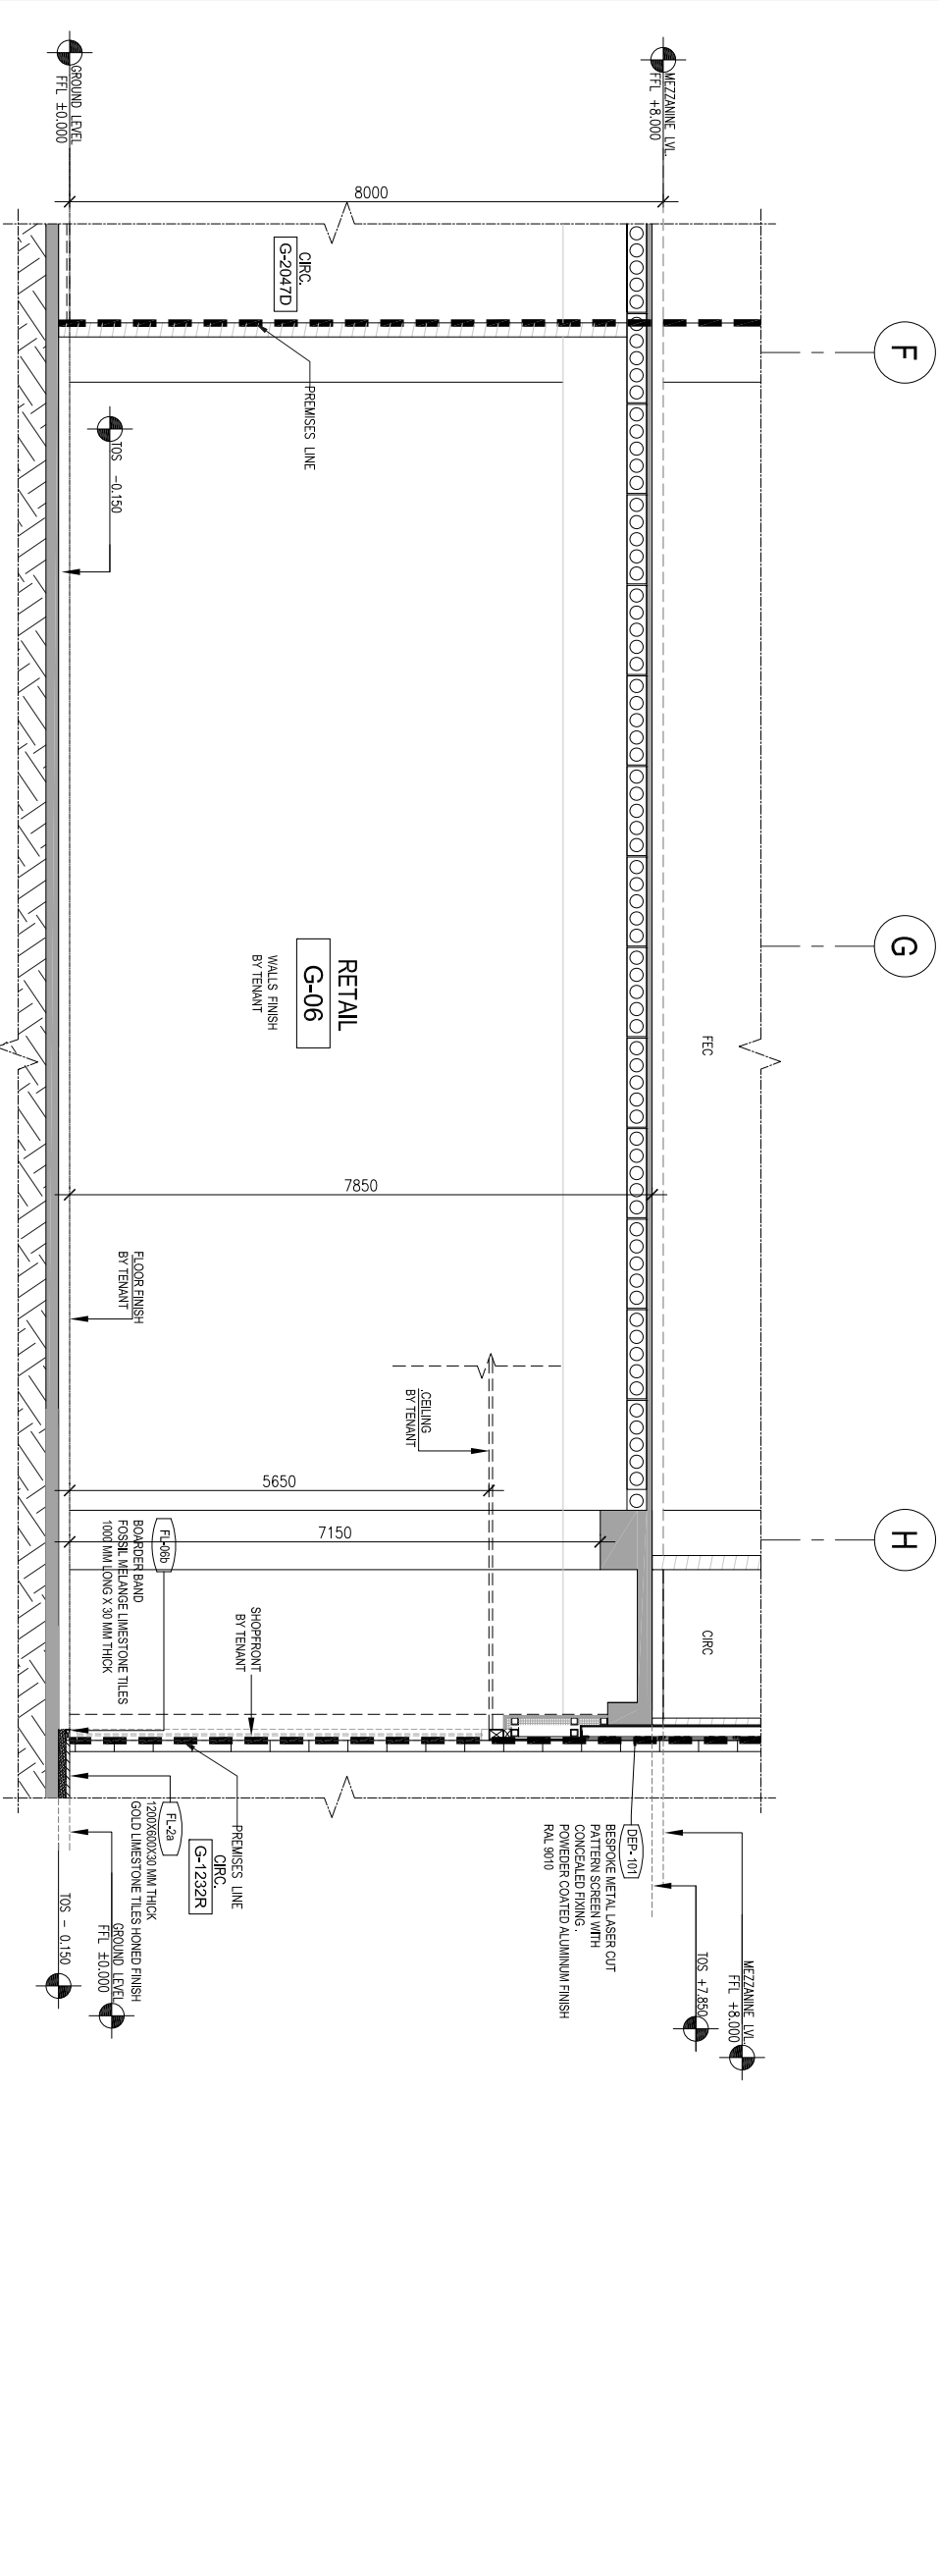 F
G
H
MEZZANINE LVL.
FFL +8.000
GROUND LEVEL
FFL ±0.000
8000
CIRC.
G-2047D
PREMISES LINE
TOS -0.150
FEC
RETAIL
G-06
WALLS FINISH
BY TENANT
7850
FLOOR FINISH
BY TENANT
.CEILING
BY TENANT
5650
7150
CIRC
FL-06b
BOARDER BAND
FOSSIL MELANGE LIMESTONE TILES
1000 MM LONG X 30 MM THICK
SHOPFRONT
BY TENANT
DEP-101
BESPOKE METAL LASER CUT
PATTERN SCREEN WITH
CONCEALED FIXING .
POWEDER COATED ALUMINUM FINISH
RAL 9010
PREMISES LINE
CIRC.
G-1232R
FL-2a
1200X600X30 MM THICK
GOLD LIMESTONE TILES HONED FINISH
MEZZANINE LVL.
FFL +8.000
TOS +7.850
GROUND LEVEL
FFL ±0.000
TOS - 0.150